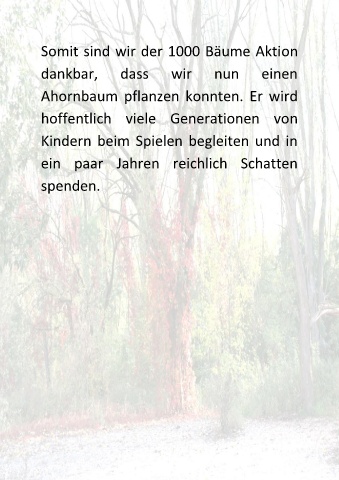 Somit sind wir der 1000 Bäume Aktion
dankbar, dass wir nun einen
Ahornbaum pflanzen konnten. Er wird
hoffentlich viele Generationen von
Kindern beim Spielen begleiten und in
ein paar Jahren reichlich Schatten
spenden.